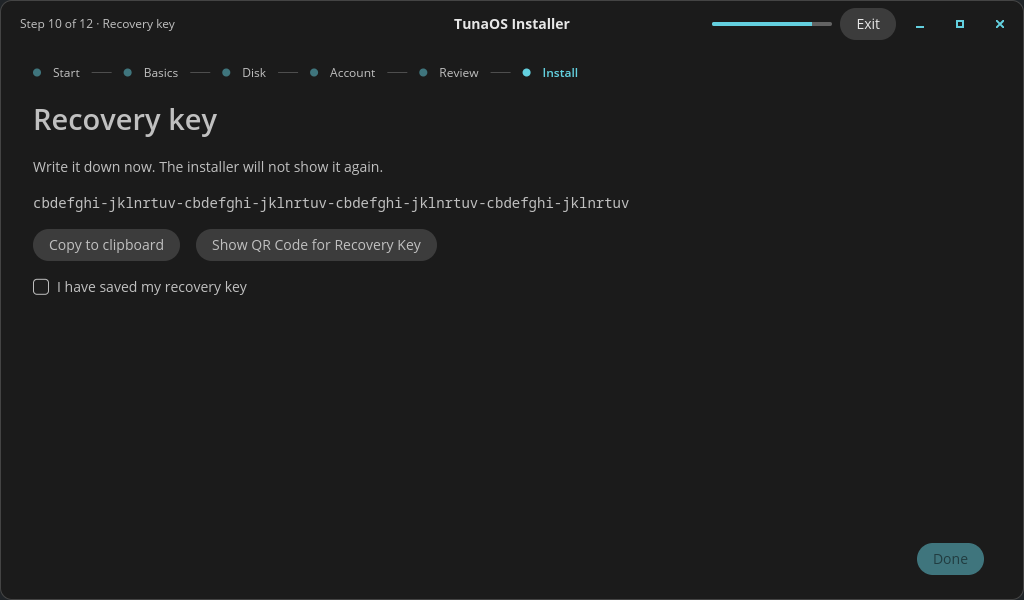 Step 10 of 12 · Recovery key
TunaOS Installer
Exit
Start
Basics
Disk
Account
Review
Install
Recovery key
Write it down now. The installer will not show it again.
cbdefghi-jklnrtuv-cbdefghi-jklnrtuv-cbdefghi-jklnrtuv-cbdefghi-jklnrtuv
Copy to clipboard
Show QR Code for Recovery Key
I have saved my recovery key
Done